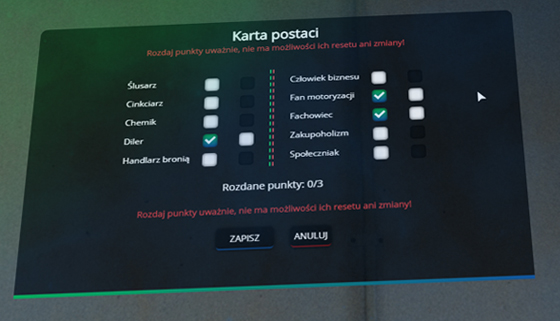 Karta postaci
Rozdaj punkty uważnie, nie ma możliwości ich resetu ani zmiany!
Ślusarz
Cinkciarz
Chemik
Diler
Handlarz bronią
Człowiek biznesu
Fan motoryzacji
Fachowiec
Zakupoholizm
Społeczniak
Rozdane punkty: 0/3
Rozdaj punkty uważnie, nie ma możliwości ich resetu ani zmiany!
ZAPISZ
ANULUJ